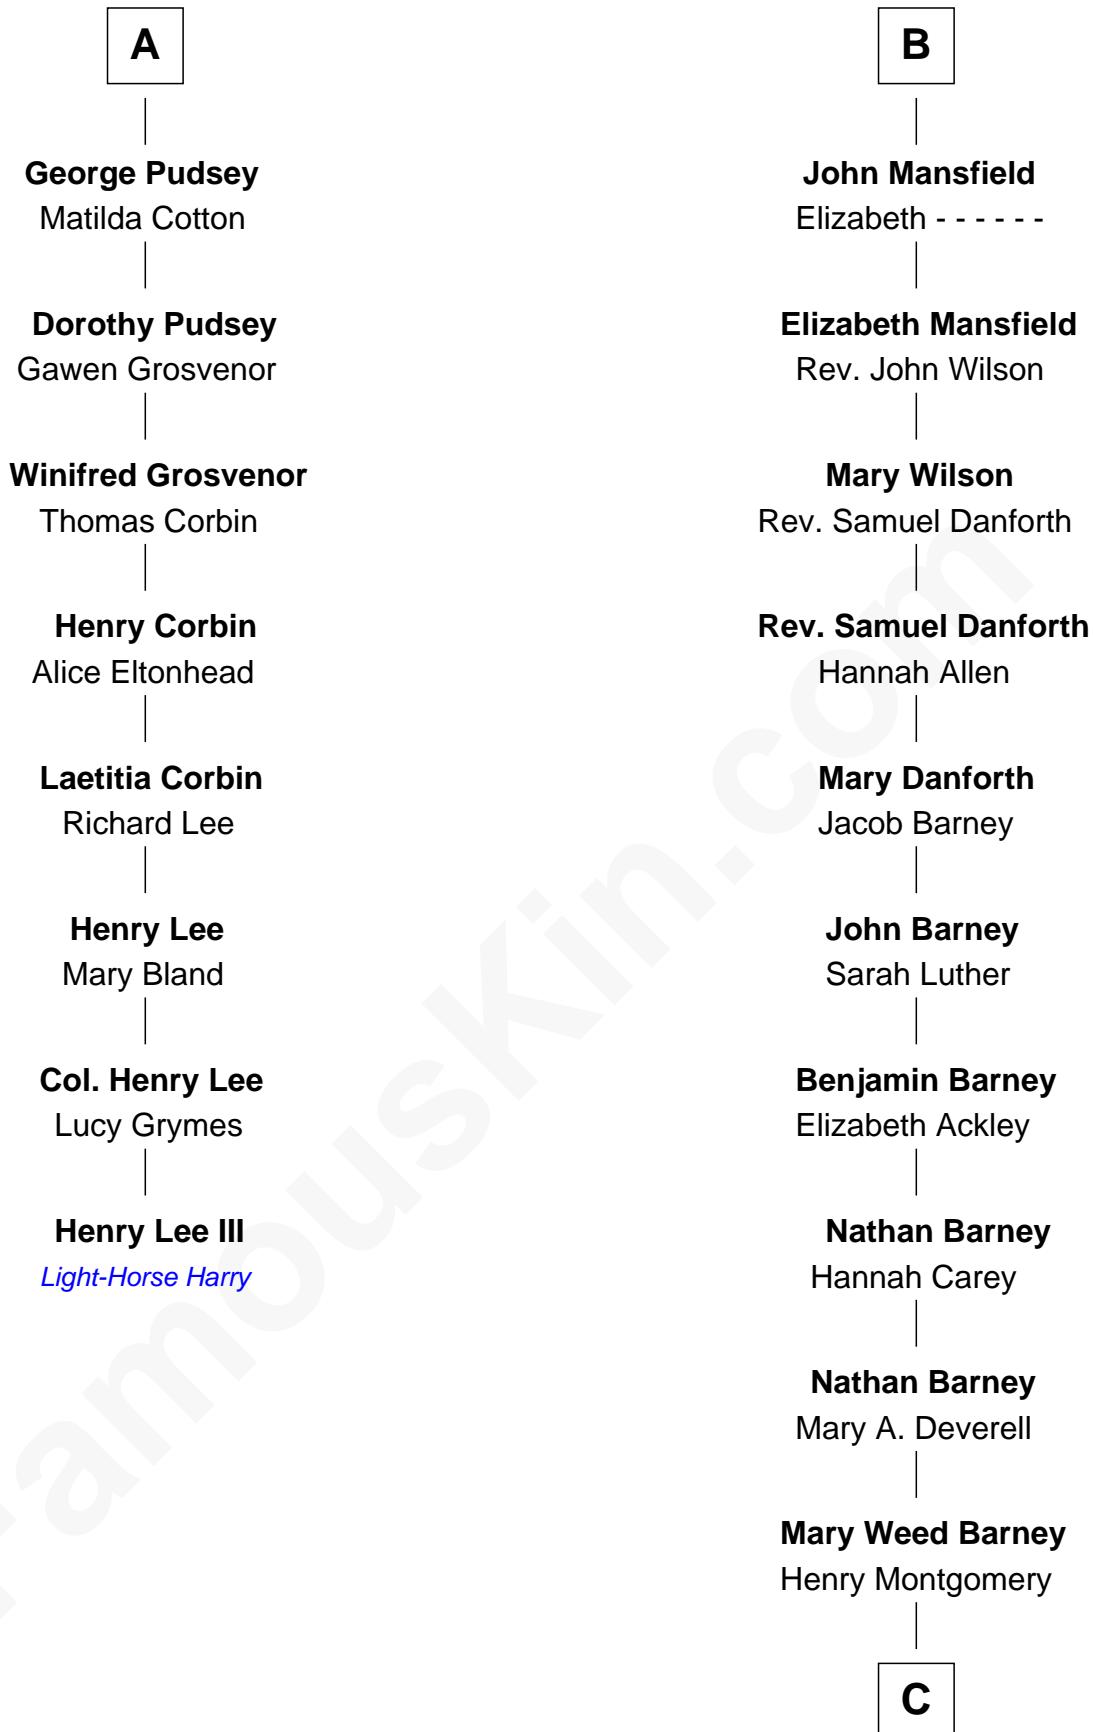 A
George Pudsey
Matilda Cotton
Dorothy Pudsey
Gawen Grosvenor
Winifred Grosvenor
Thomas Corbin
Henry Corbin
Alice Eltonhead
Laetitia Corbin
Richard Lee
Henry Lee
Mary Bland
Col. Henry Lee
Lucy Grymes
Henry Lee III
Light-Horse Harry
B
John Mansfield
Elizabeth - - - - - -
Elizabeth Mansfield
Rev. John Wilson
Mary Wilson
Rev. Samuel Danforth
Rev. Samuel Danforth
Hannah Allen
Mary Danforth
Jacob Barney
John Barney
Sarah Luther
Benjamin Barney
Elizabeth Ackley
Nathan Barney
Hannah Carey
Nathan Barney
Mary A. Deverell
Mary Weed Barney
Henry Montgomery
C
FamousKin.com